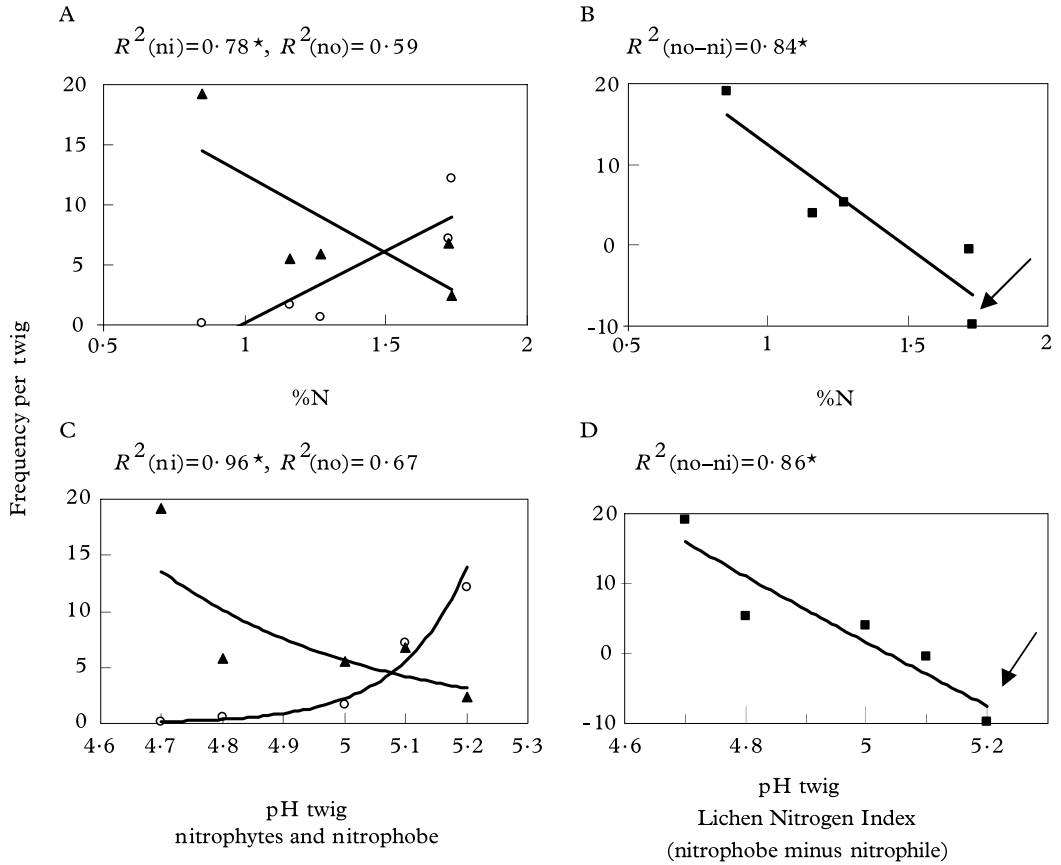 A
R²(ni)=0·78*, R²(no)=0·59
20
15
10
5
0
0·5 1 1·5 2
%N
B
R²(no–ni)=0·84*
20
10
0
-10
0·5 1 1·5 2
%N
Frequency per twig
C
R²(ni)=0·96*, R²(no)=0·67
20
15
10
5
0
4·6 4·7 4·8 4·9 5 5·1 5·2 5·3
pH twig
nitrophytes and nitrophobe
D
R²(no–ni)=0·86*
20
10
0
-10
4·6 4·8 5 5·2
pH twig
Lichen Nitrogen Index
(nitrophobe minus nitrophile)